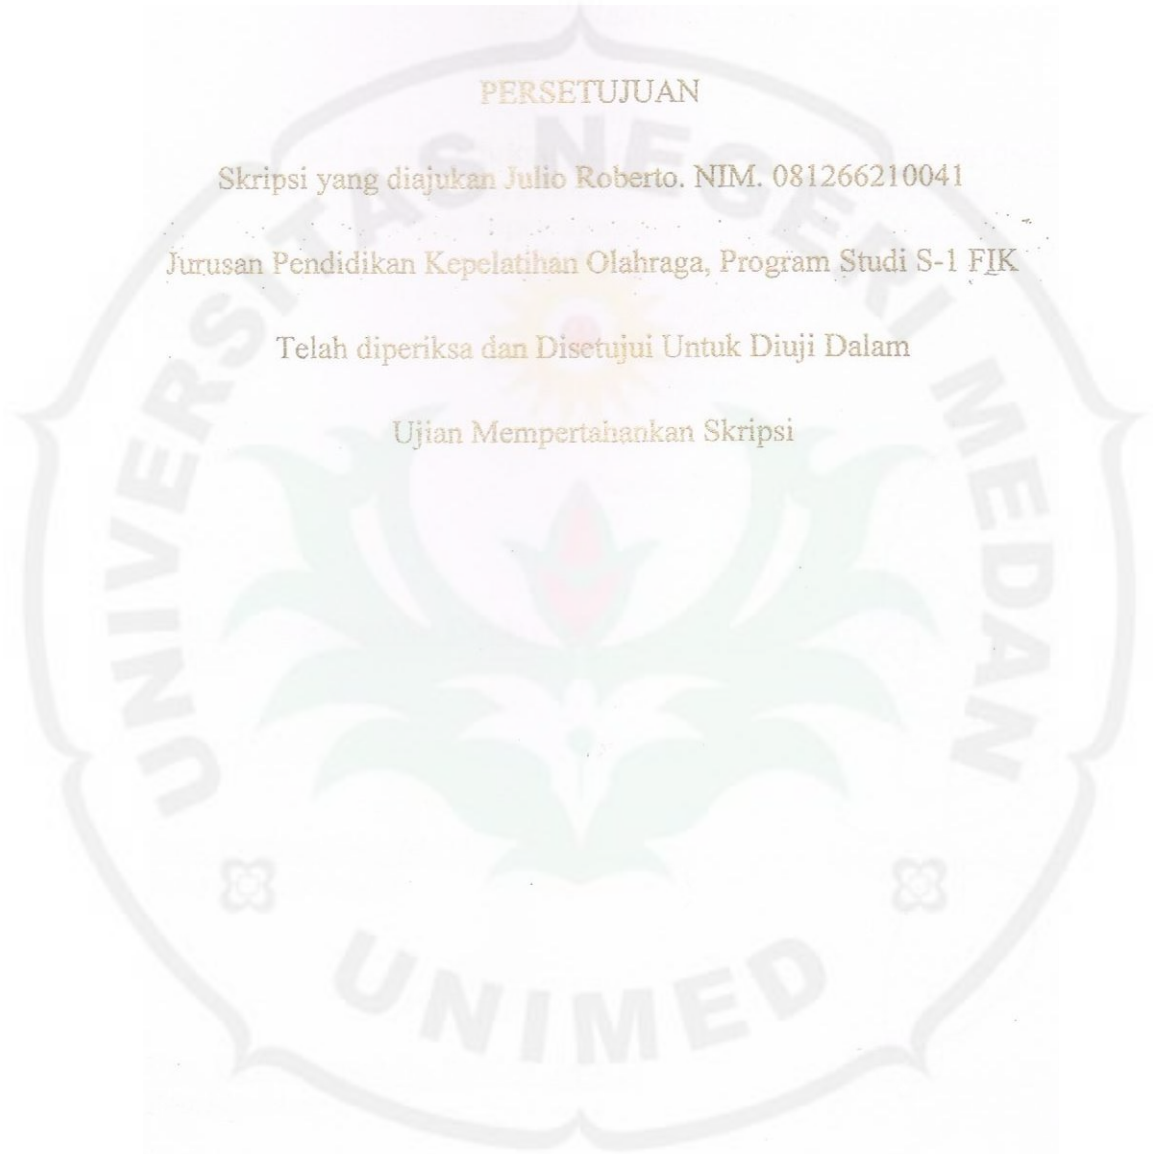 PERSETUJUAN
Skripsi yang diajukan Julio Roberto. NIM. 081266210041
Jurusan Pendidikan Kepelatihan Olahraga, Program Studi S-1 FIK
Telah diperiksa dan Disetujui Untuk Diuji Dalam
Ujian Mempertahankan Skripsi
UNIVERSITAS NEGERI MEDAN
UNIMED